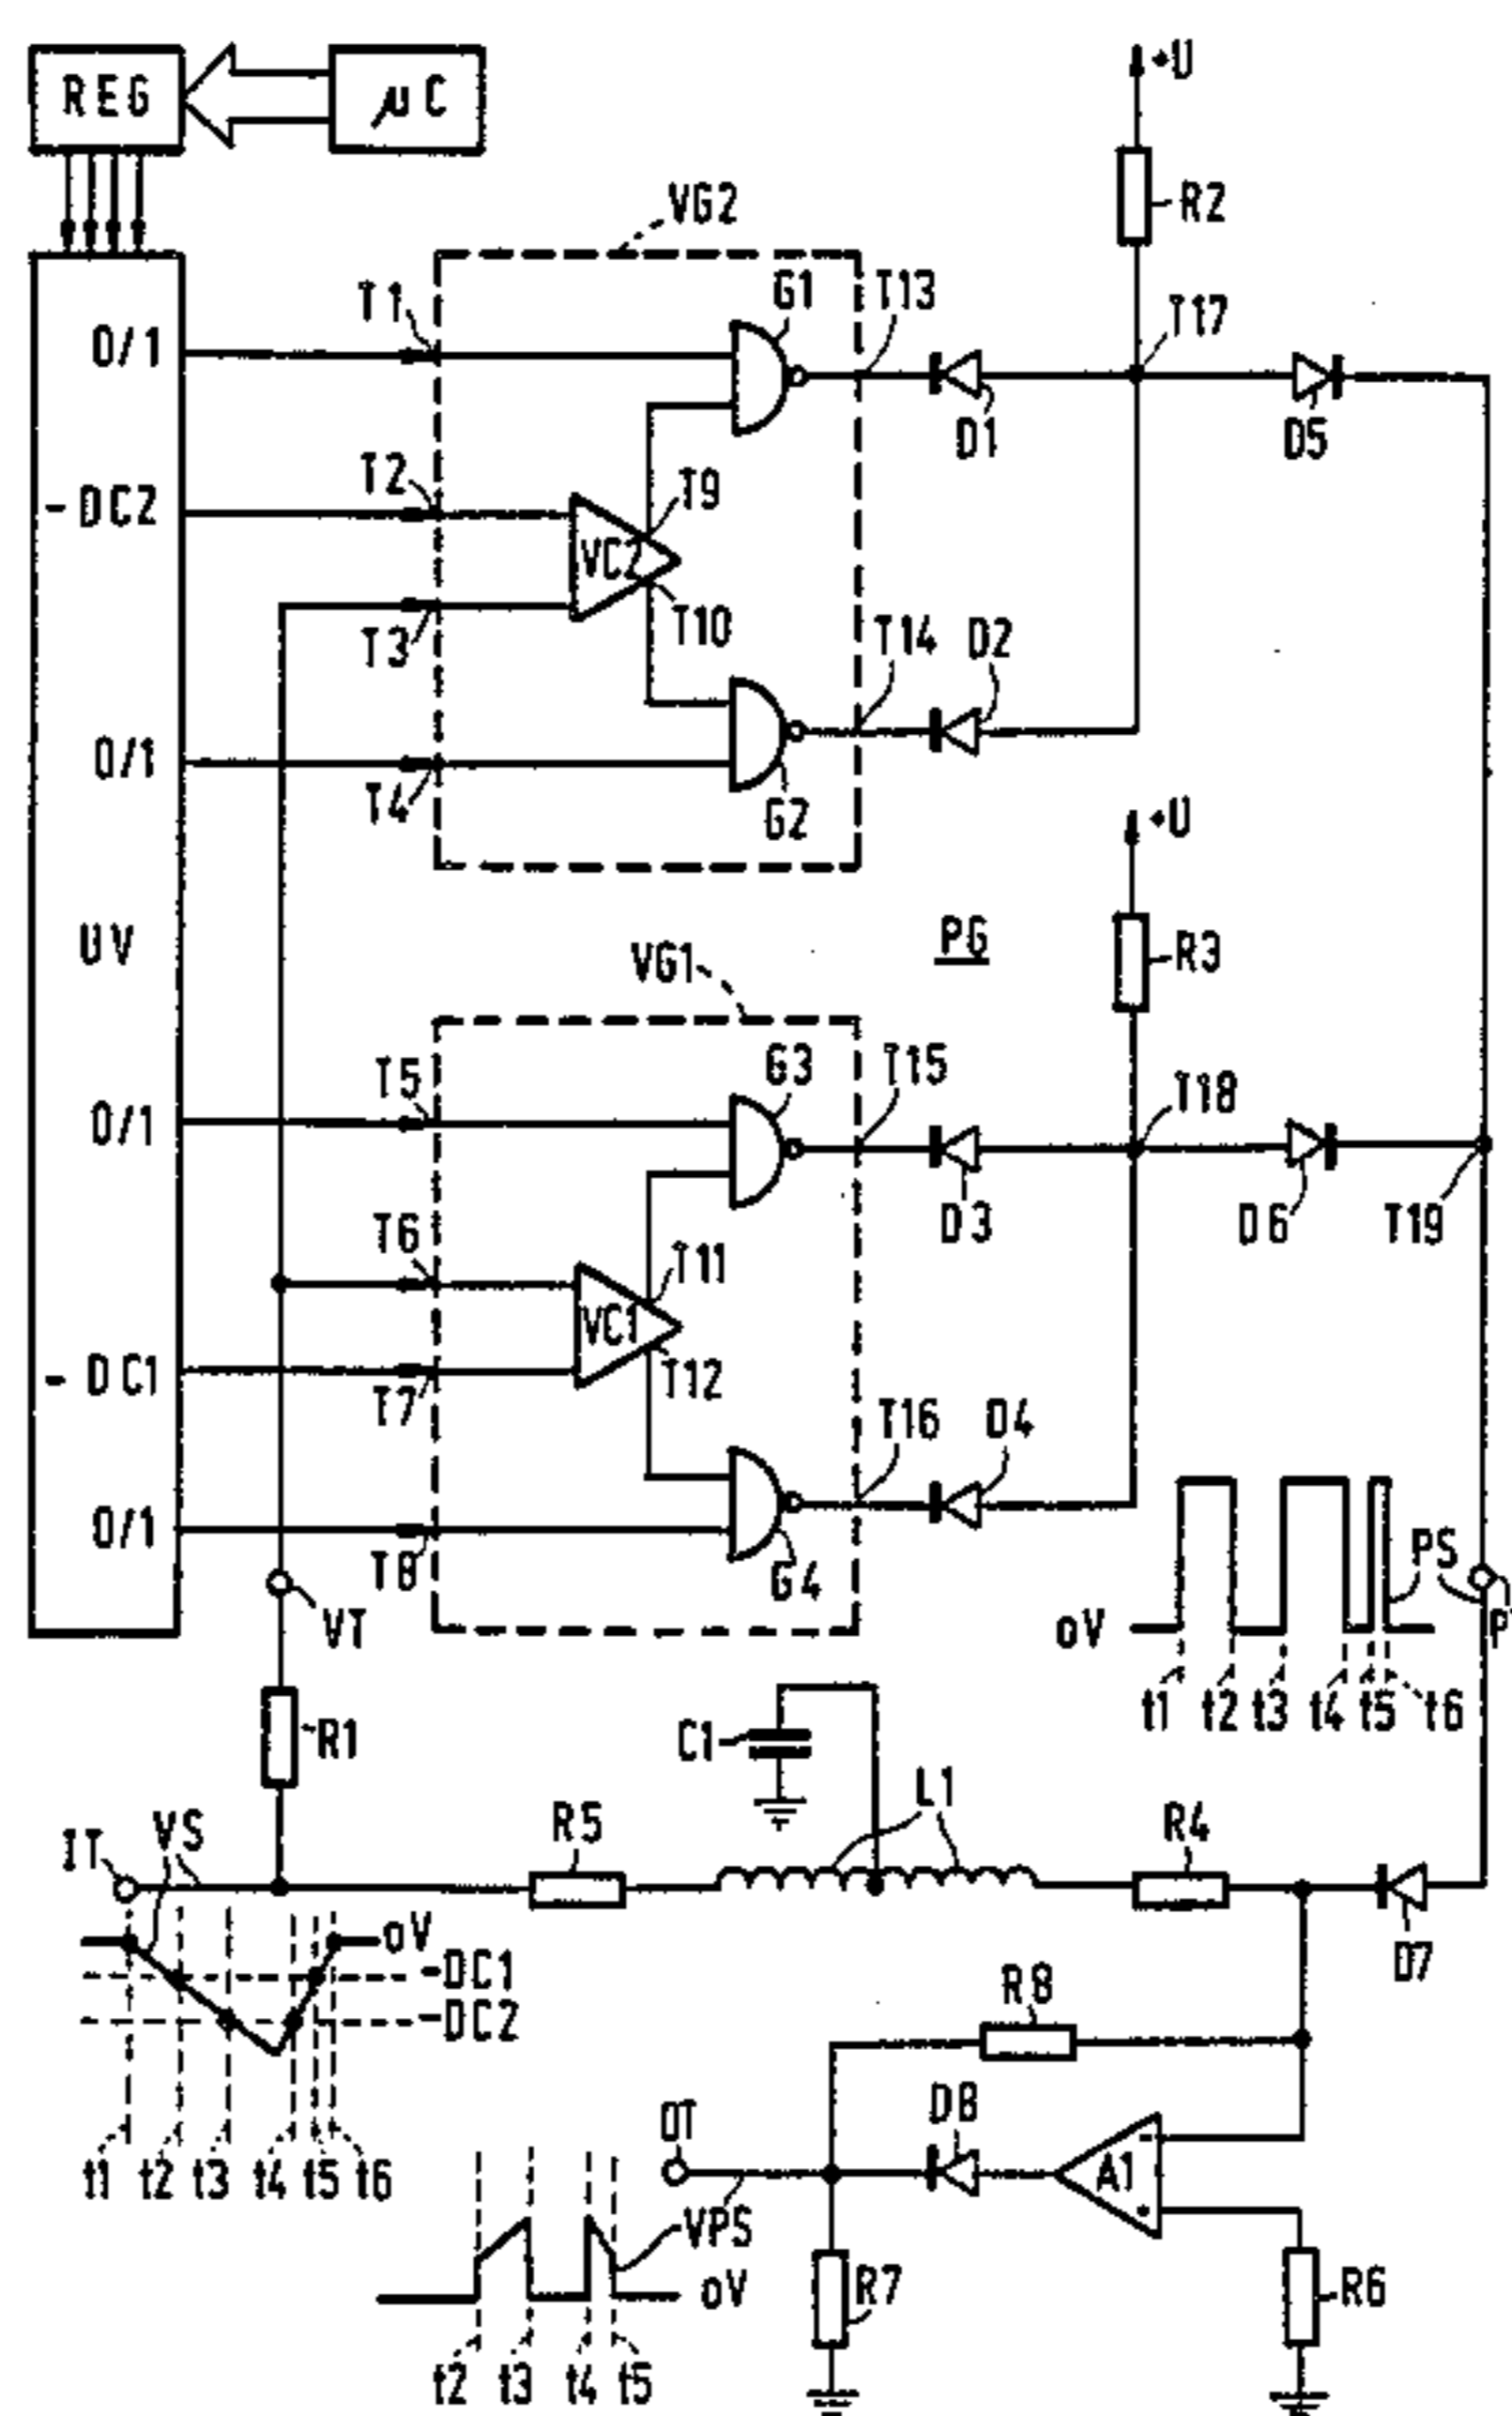 REG
µC
+U
R2
VG2
T1
G1
T13
T17
0/1
D1
D5
T2
T9
-DC2
VC2
T10
T3
T14
D2
0/1
T4
G2
+U
UV
VG1
PG
R3
T5
G3
T15
T18
0/1
D3
D6
T19
T6
T11
VC1
-DC1
T12
T7
T16
D4
0/1
T8
G4
PS
VT
oV
P
t1 t2 t3 t4 t5 t6
R1
C1
L1
IT
VS
R5
R4
oV
-DC1
D7
-DC2
R8
t1 t2 t3 t4 t5 t6
OT
D8
- A1 +
VPS
oV
R7
R6
t2 t3 t4 t5